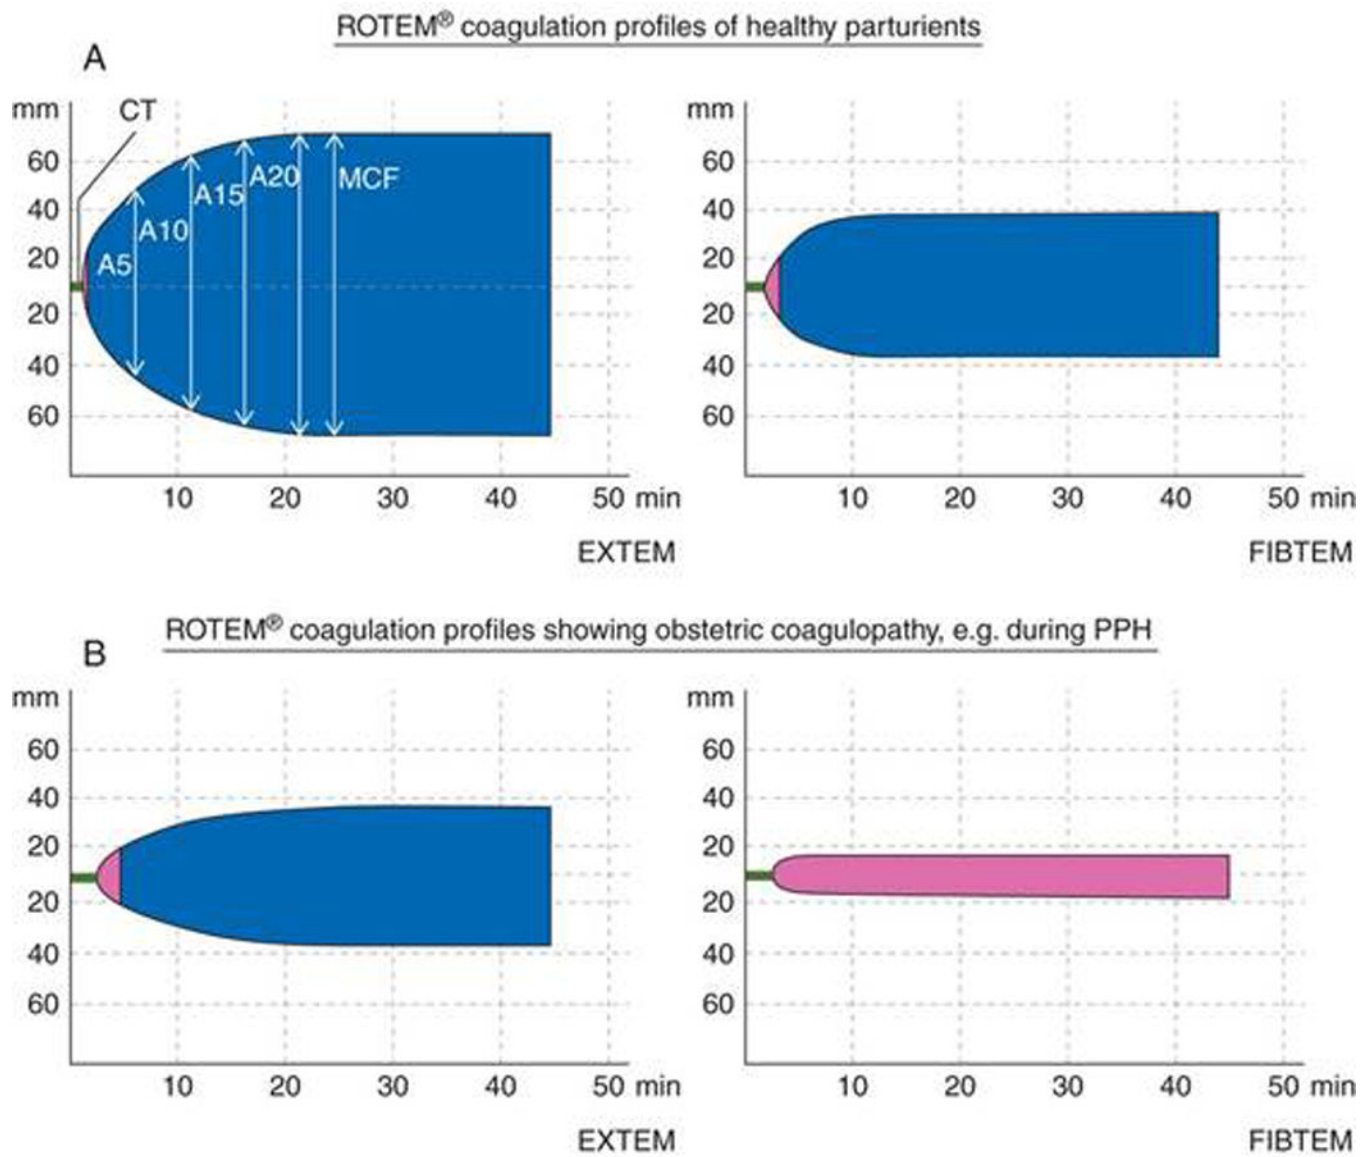 ROTEM® coagulation profiles of healthy parturients
A
mm
CT
60
40
20
20
40
60
A5
A10
A15
A20
MCF
10 20 30 40 50 min
EXTEM
mm
60
40
20
20
40
60
10 20 30 40 50 min
FIBTEM
ROTEM® coagulation profiles showing obstetric coagulopathy, e.g. during PPH
B
mm
60
40
20
20
40
60
10 20 30 40 50 min
EXTEM
mm
60
40
20
20
40
60
10 20 30 40 50 min
FIBTEM